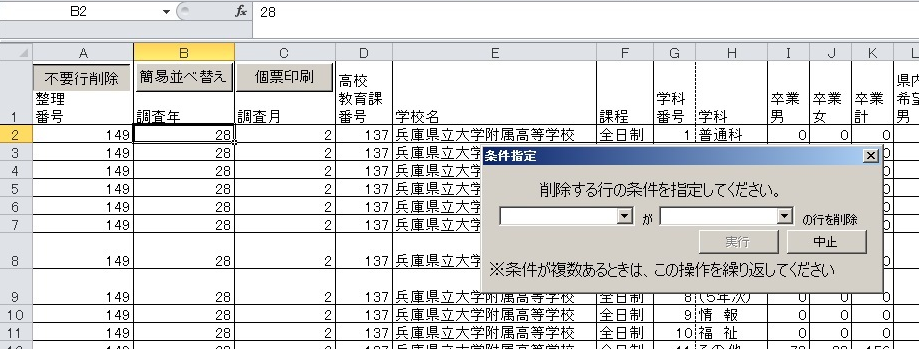 B2 fx 28
A B C D E F G H I J K L
不要行削除 簡易並べ替え 個票印刷
1 整理番号 調査年 調査月 高校教育課番号 学校名 課程 学科番号 学科 卒業男 卒業女 卒業計 県内希望男
2 149 28 2 137 兵庫県立大学附属高等学校 全日制 1 普通科 0 0 0
3 149 28 2 137 兵庫県立大学
4 149 28 2 137 兵庫県立大学
5 149 28 2 137 兵庫県立大学
6 149 28 2 137 兵庫県立大学
7 149 28 2 137 兵庫県立大学
8 149 28 2 137 兵庫県立大学
9 149 28 2 137 兵庫県立大学附属高等学校 全日制 8 (5年次) 0 0 0
10 149 28 2 137 兵庫県立大学附属高等学校 全日制 9 情 報 0 0 0
11 149 28 2 137 兵庫県立大学附属高等学校 全日制 10 福 祉 0 0 0
条件指定
削除する行の条件を指定してください。
が の行を削除
実行 中止
※条件が複数あるときは、この操作を繰り返してください